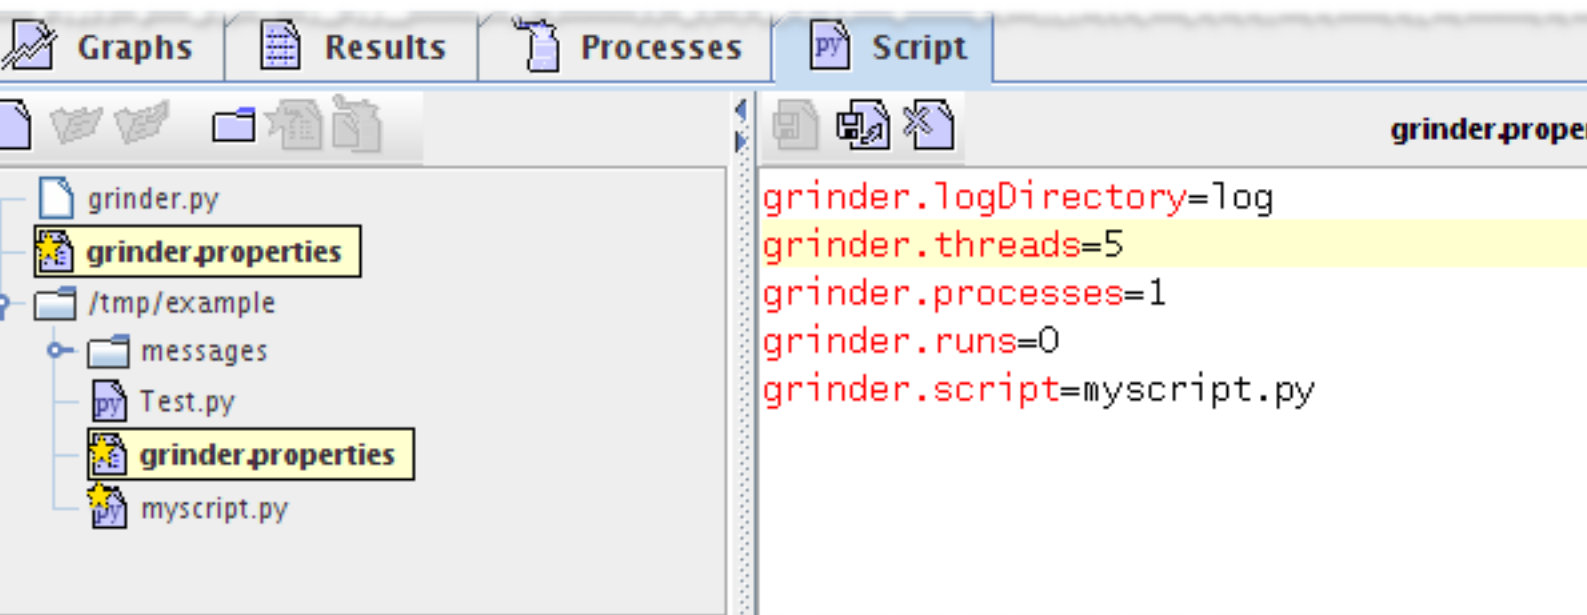 Graphs
Results
Processes
py Script
grinder.py
grinder.properties
/tmp/example
messages
py Test.py
grinder.properties
py myscript.py
grinder.prope
grinder.logDirectory=log
grinder.threads=5
grinder.processes=1
grinder.runs=0
grinder.script=myscript.py